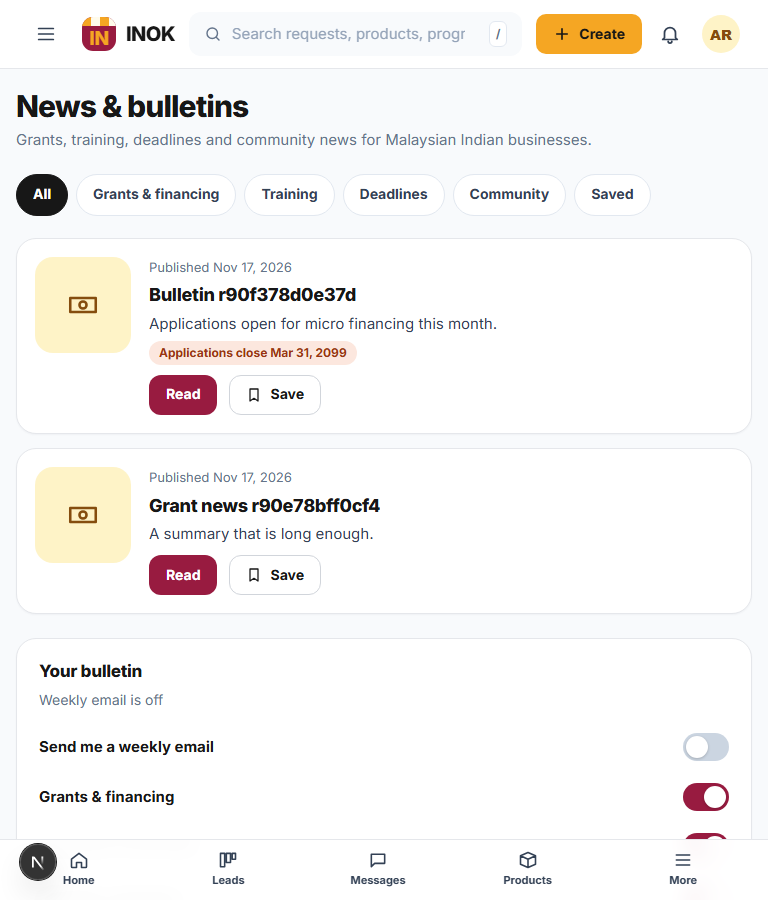 IN INOK
Search requests, products, progr /
Create
AR
News & bulletins
Grants, training, deadlines and community news for Malaysian Indian businesses.
All Grants & financing Training Deadlines Community Saved
Published Nov 17, 2026
Bulletin r90f378d0e37d
Applications open for micro financing this month.
Applications close Mar 31, 2099
Read Save
Published Nov 17, 2026
Grant news r90e78bff0cf4
A summary that is long enough.
Read Save
Your bulletin
Weekly email is off
Send me a weekly email
Grants & financing
N
Home Leads Messages Products More